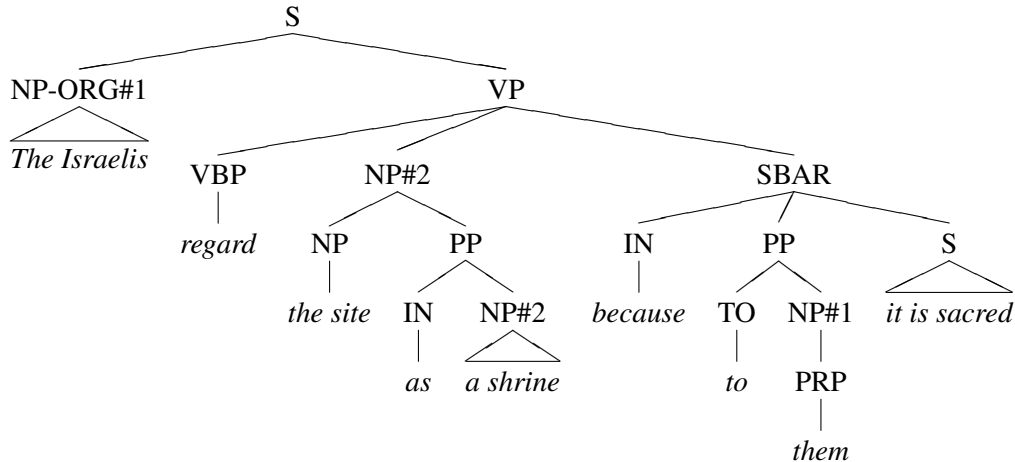 S
NP-ORG#1 VP
The Israelis
VBP NP#2 SBAR
regard NP PP IN PP S
the site IN NP#2 because TO NP#1 it is sacred
as a shrine to PRP
them